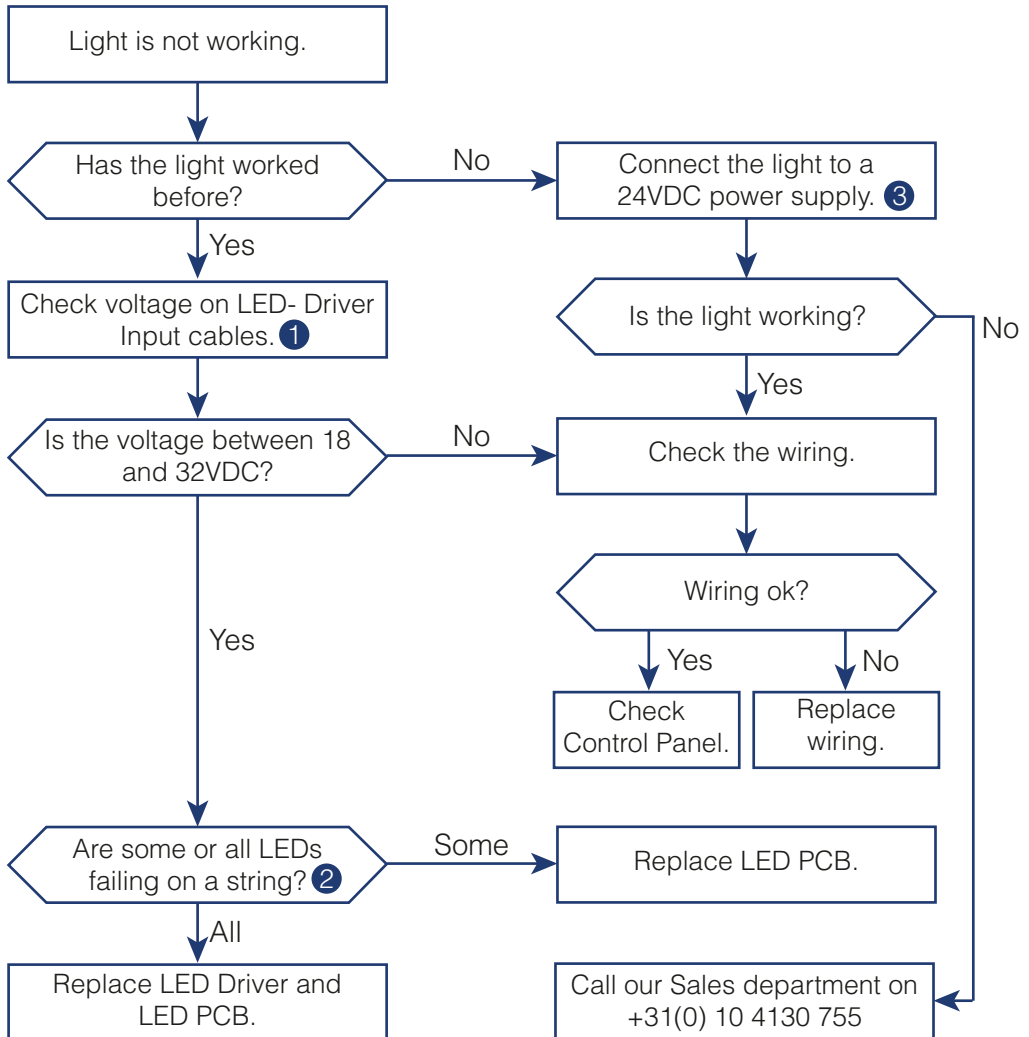 Light is not working.
Has the light worked
before?
No
Connect the light to a
24VDC power supply. 3
Yes
Check voltage on LED- Driver
Input cables. 1
Is the light working?
No
Yes
Is the voltage between 18
and 32VDC?
No
Check the wiring.
Wiring ok?
Yes
Yes
No
Check
Control Panel.
Replace
wiring.
Are some or all LEDs
failing on a string? 2
Some
Replace LED PCB.
All
Replace LED Driver and
LED PCB.
Call our Sales department on
+31(0) 10 4130 755